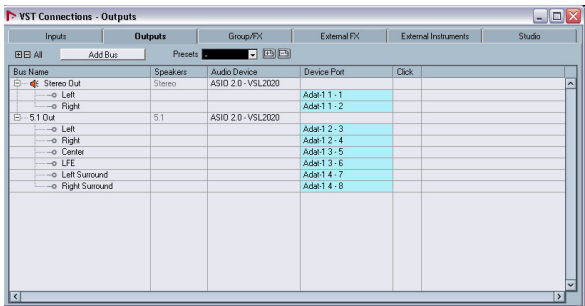 VST Connections - Outputs
Inputs Outputs Group/FX External FX External Instruments Studio
All Add Bus Presets -
Bus Name Speakers Audio Device Device Port Click
Stereo Out Stereo ASIO 2.0 - VSL2020
Left Adat-1 1 - 1
Right Adat-1 1 - 2
5.1 Out 5.1 ASIO 2.0 - VSL2020
Left Adat-1 2 - 3
Right Adat-1 2 - 4
Center Adat-1 3 - 5
LFE Adat-1 3 - 6
Left Surround Adat-1 4 - 7
Right Surround Adat-1 4 - 8